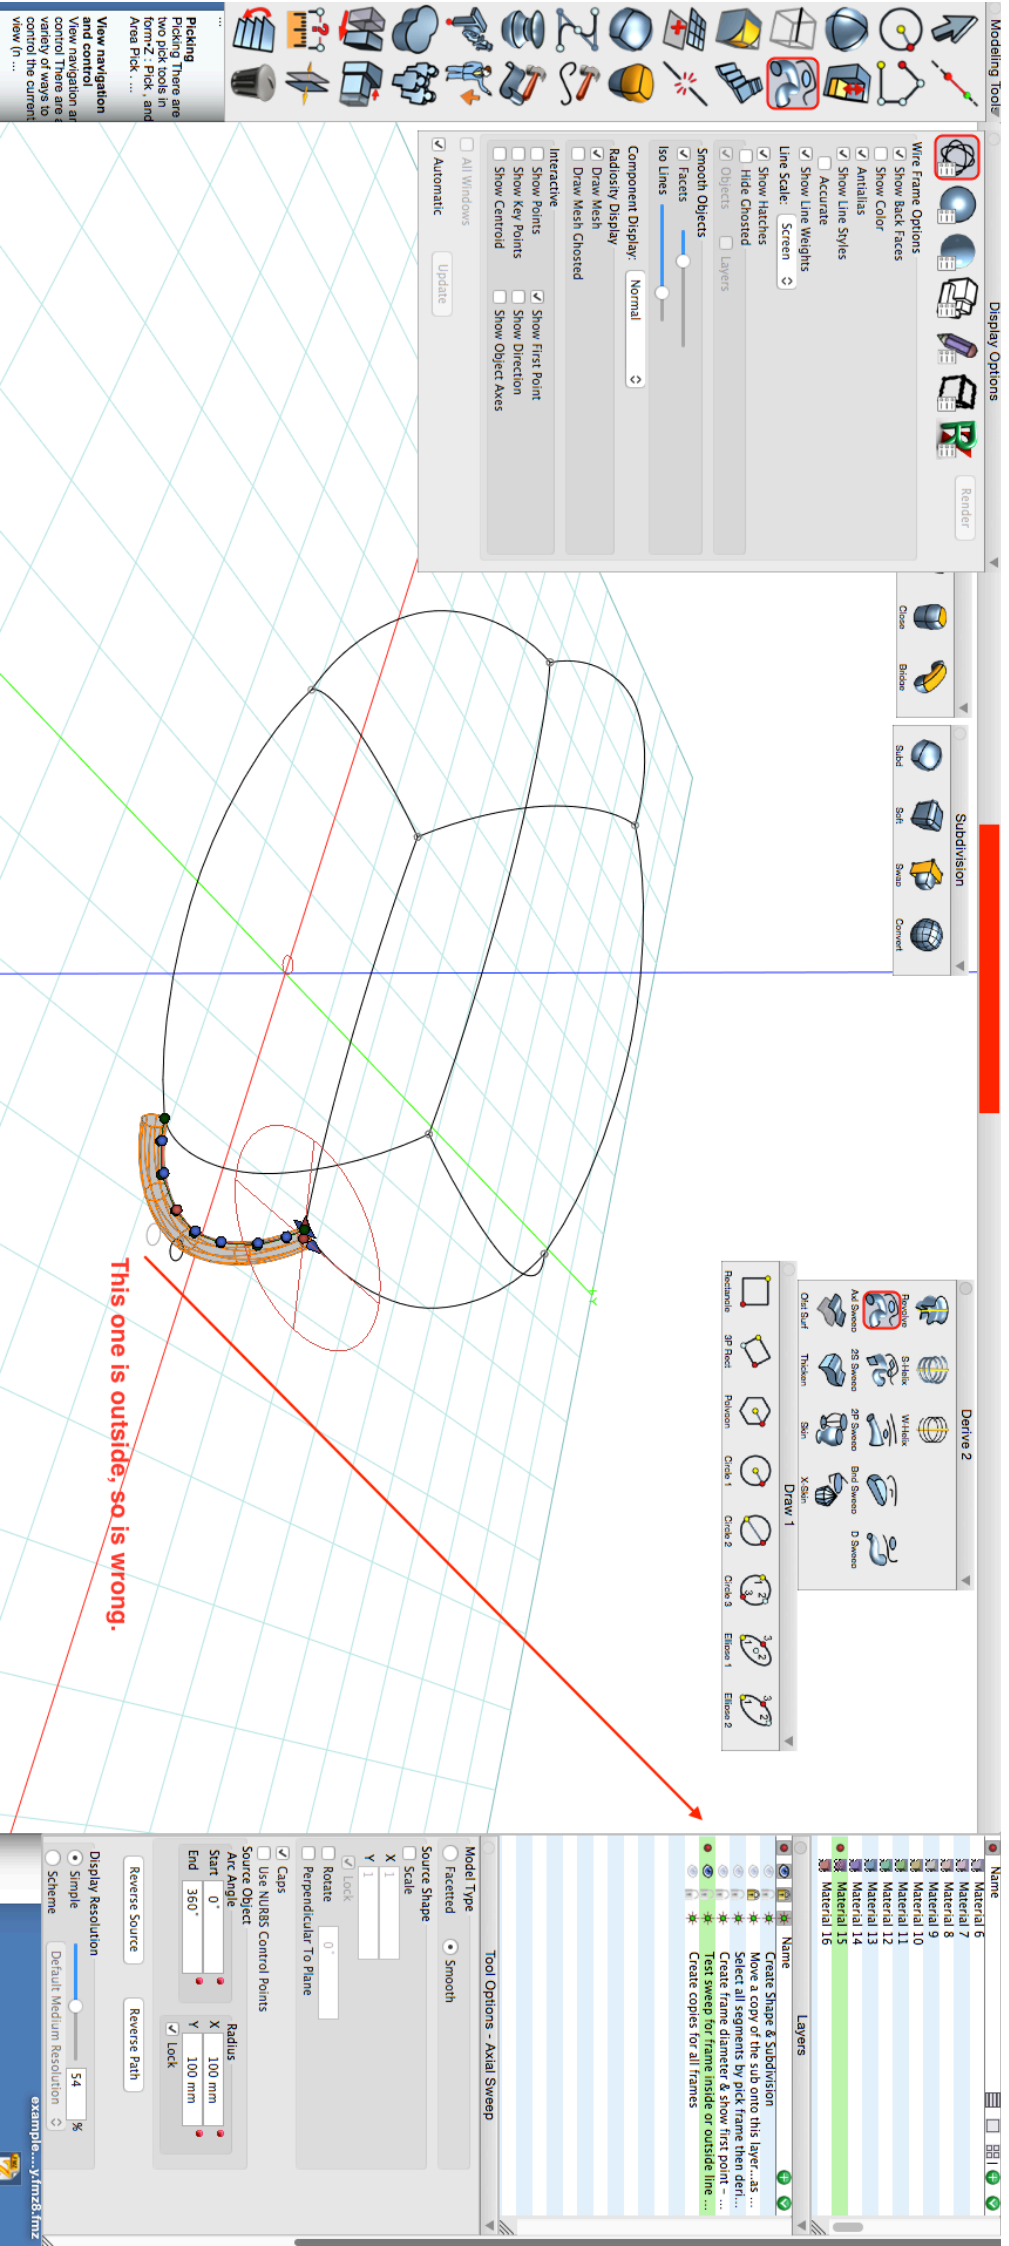 Modeling Tools
...
Picking
Picking There are
two pick tools in
form•Z : Pick , and
Area Pick ....
View navigation
and control
View navigation ar
control There are a
variety of ways to
control the current
view (n ...
Display Options
Render
Wire Frame Options
Show Back Faces
Show Color
Antialias
Show Line Styles
Accurate
Show Line Weights
Line Scale: Screen
Show Hatches
Hide Ghosted
Objects Layers
Smooth Objects
Facets
Iso Lines
Component Display: Normal
Radiosity Display
Draw Mesh
Draw Mesh Ghosted
Interactive
Show Points Show First Point
Show Key Points Show Direction
Show Centroid Show Object Axes
All Windows
Automatic Update
Close Bridge
Subdivision
Subd Soft Swap Convert
Derive 2
Revolve S-Helix W-Helix
Axl Sweep 2S Sweep 2P Sweep Bnd Sweep D Sweep
Ofst Surf Thicken Skin X-Skin
Draw 1
Rectangle 3P Rect Polygon Circle 1 Circle 2 Circle 3 Ellipse 1 Ellipse 2
This one is outside, so is wrong.
Name
Material 6
Material 7
Material 8
Material 9
Material 10
Material 11
Material 12
Material 13
Material 14
Material 15
Material 16
Layers
Name
Create Shape & Subdivision
Move a copy of the sub onto this layer...as ...
Select all segments by pick frame then deri...
Create frame diameter & show first point – ...
Test sweep for frame inside or outside line ...
Create copies for all frames
Tool Options - Axial Sweep
Model Type
Facetted Smooth
Source Shape
Scale
X 1
Y 1
Lock
Rotate 0°
Perpendicular To Plane
Caps
Use NURBS Control Points
Source Object
Arc Angle Radius
Start 0° X 100 mm
End 360° Y 100 mm
Lock
Reverse Source Reverse Path
Display Resolution
Simple 54 %
Scheme Default Medium Resolution
example....y.fmz8.fmz